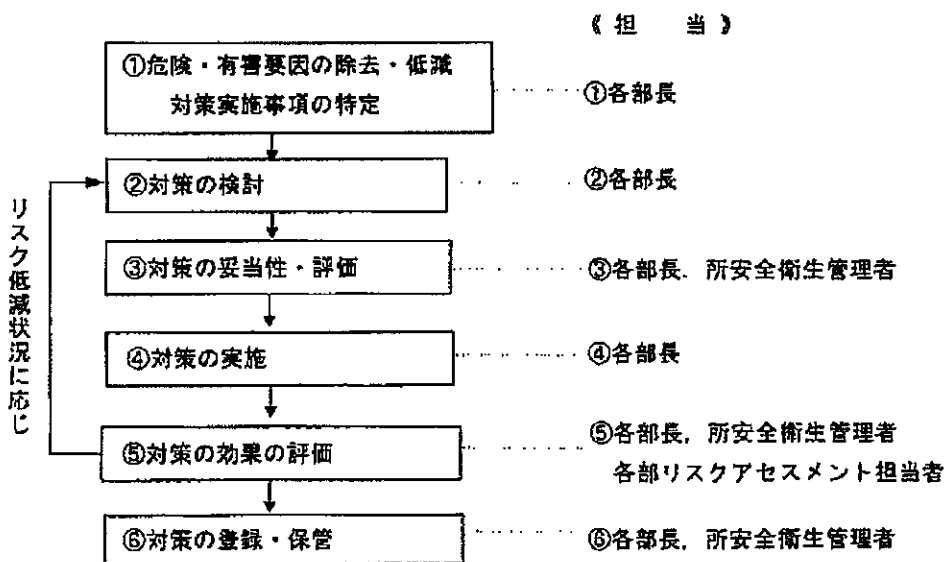 《担 当》
①危険・有害要因の除去・低減
対策実施事項の特定
①各部長
②対策の検討
②各部長
③対策の妥当性・評価
③各部長．所安全衛生管理者
④対策の実施
④各部長
⑤対策の効果の評価
⑤各部長，所安全衛生管理者
各部リスクアセスメント担当者
⑥対策の登録・保管
⑥各部長，所安全衛生管理者
リスク低減状況に応じ